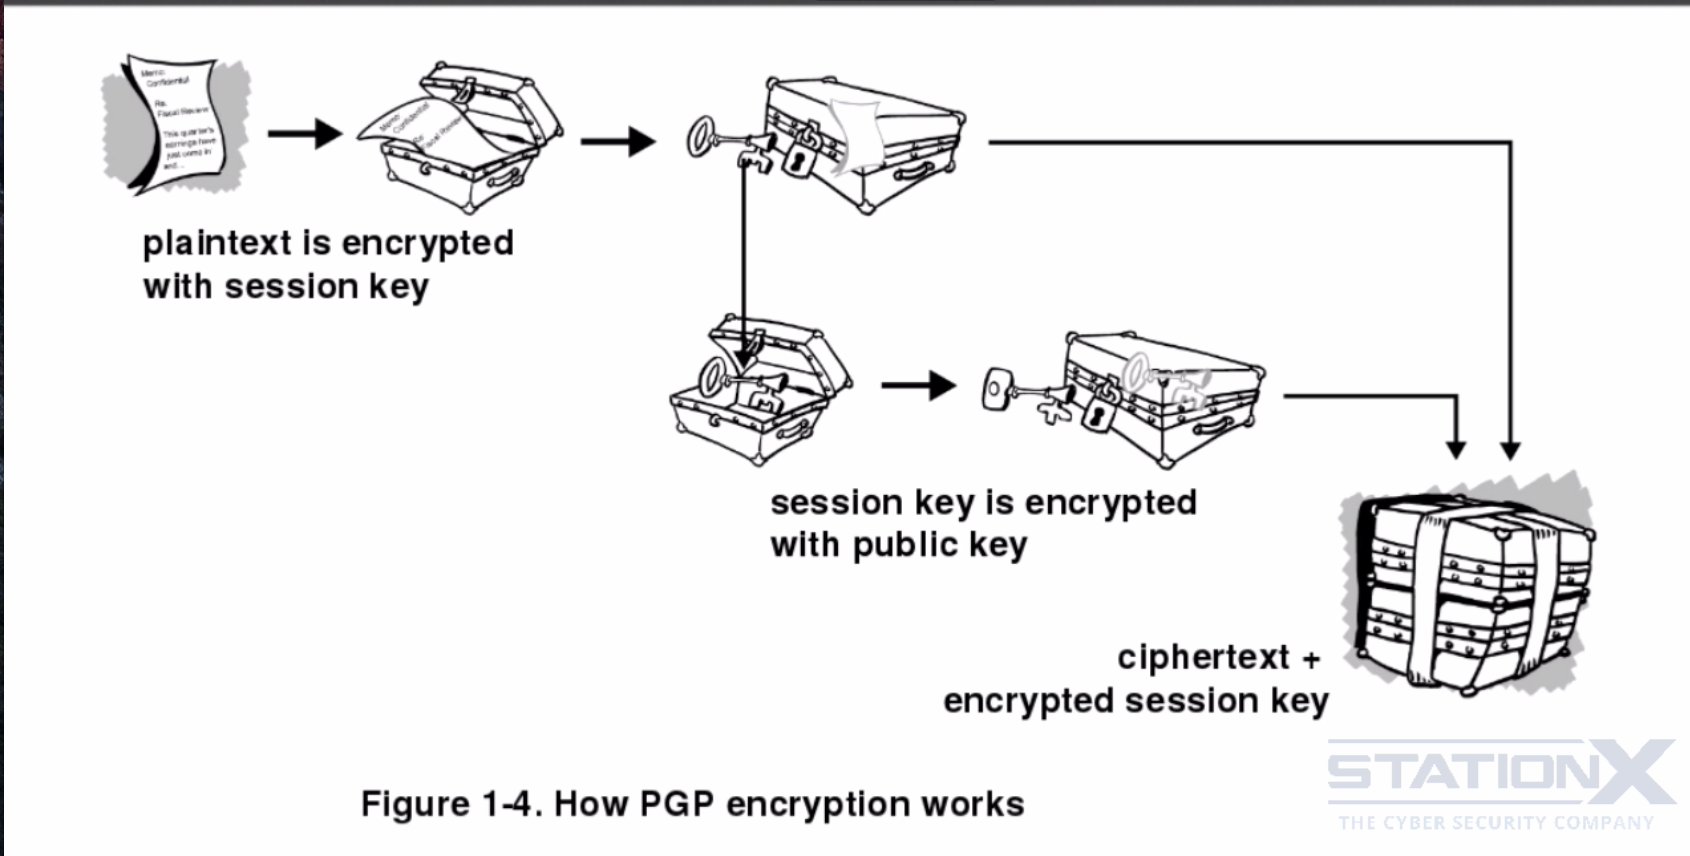 Memo
Confidential
Re.
Fiscal Review
This quarter's
earnings have
just come in
and...
Memo
Confidential
Re
Fiscal Review
plaintext is encrypted
with session key
session key is encrypted
with public key
ciphertext +
encrypted session key
STATIONX
THE CYBER SECURITY COMPANY
Figure 1-4. How PGP encryption works